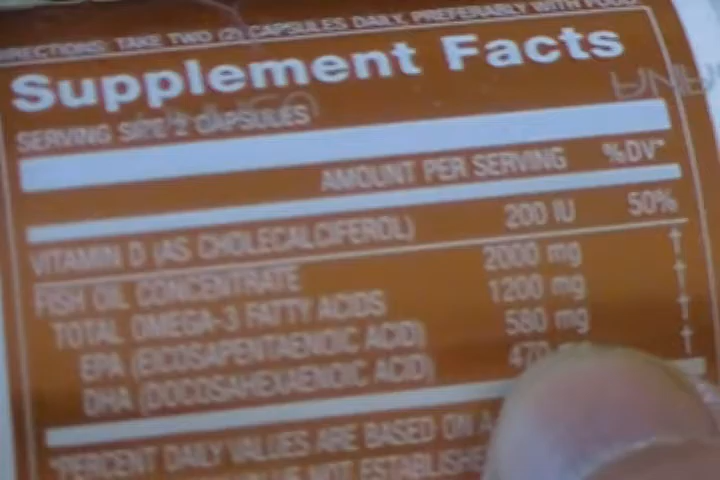 DIRECTIONS: TAKE TWO (2) CAPSULES DAILY, PREFERABLY WITH FOOD
Supplement Facts
SERVING SIZE 2 CAPSULES
AMOUNT PER SERVING %DV*
VITAMIN D (AS CHOLECALCIFEROL) 200 IU 50%
FISH OIL CONCENTRATE 2000 mg †
TOTAL OMEGA-3 FATTY ACIDS 1200 mg †
EPA (EICOSAPENTAENOIC ACID) 580 mg †
DHA (DOCOSAHEXAENOIC ACID) †
*PERCENT DAILY VALUES ARE BASED ON A
NOT ESTABLISHE